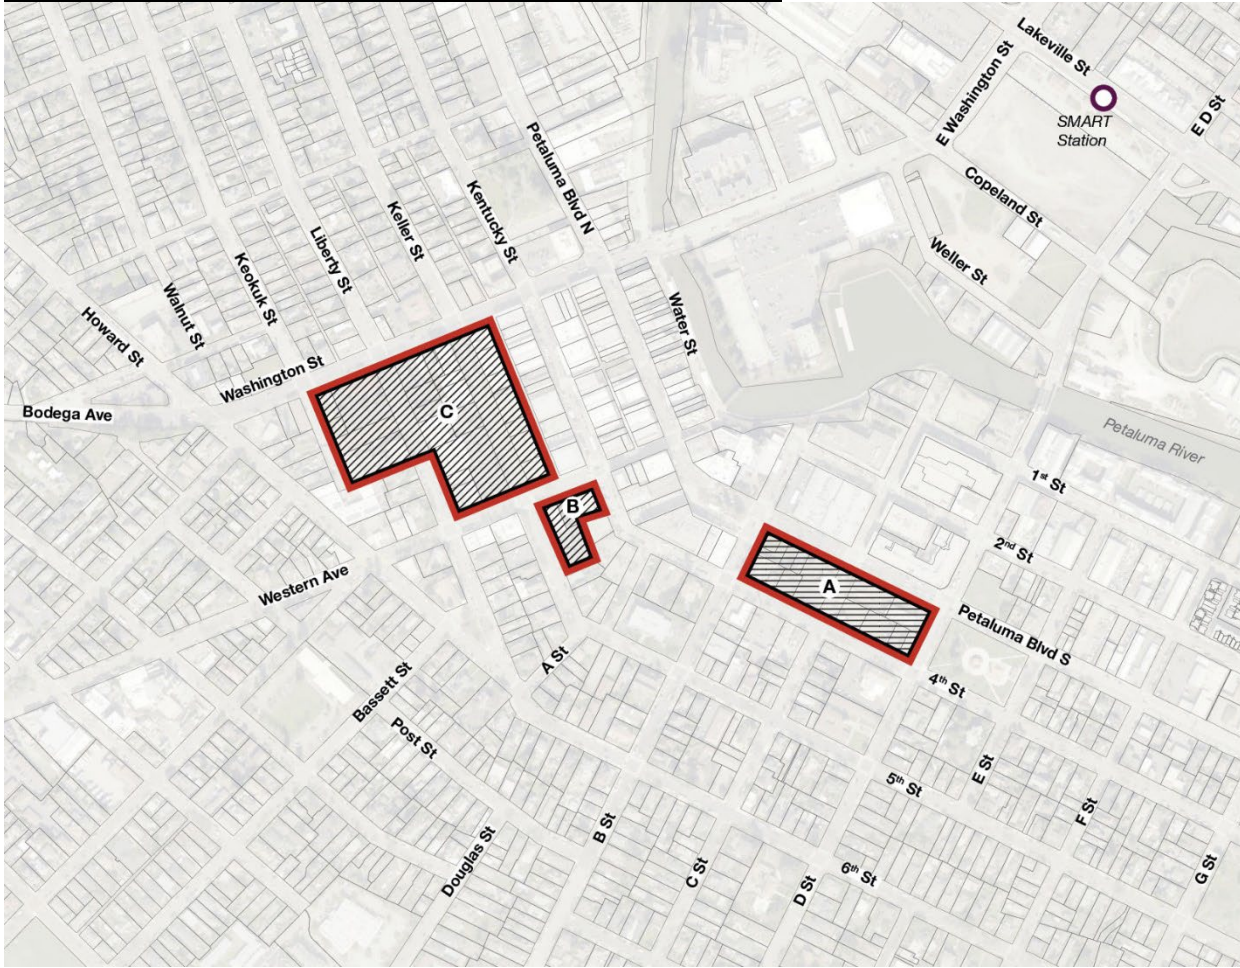 Lakeville St
E Washington St
SMART
Station
E D St
Petaluma Blvd N
Copeland St
Kentucky St
Keller St
Liberty St
Weller St
Keokuk St
Walnut St
Water St
Howard St
Washington St
Bodega Ave
C
Petaluma River
1st St
B
2nd St
Western Ave
A
Petaluma Blvd S
A St
4th St
Bassett St
Post St
E St
5th St
F St
B St
Douglas St
C St
6th St
D St
G St